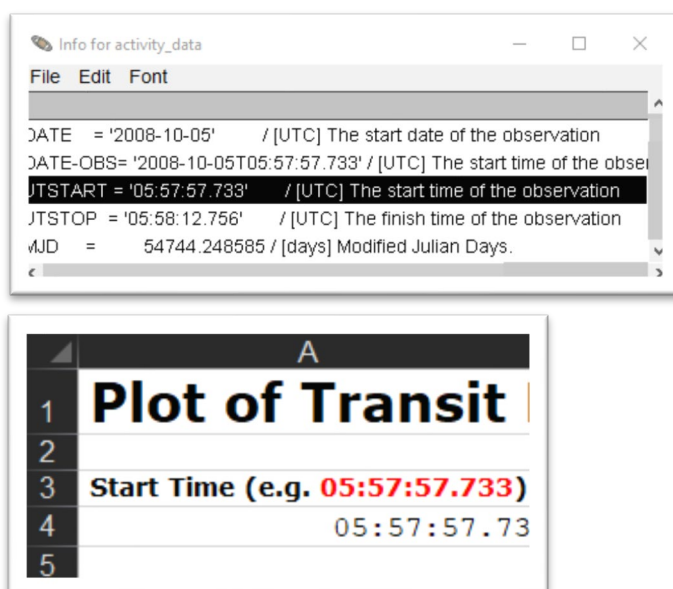 Info for activity_data
File Edit Font
DATE = '2008-10-05' / [UTC] The start date of the observation
DATE-OBS= '2008-10-05T05:57:57.733' / [UTC] The start time of the
UTSTART = '05:57:57.733' / [UTC] The start time of the observation
UTSTOP = '05:58:12.756' / [UTC] The finish time of the observation
MJD = 54744.248585 / [days] Modified Julian Days.
A
1 Plot of Transit
2
3 Start Time (e.g. 05:57:57.733)
4 05:57:57.73
5